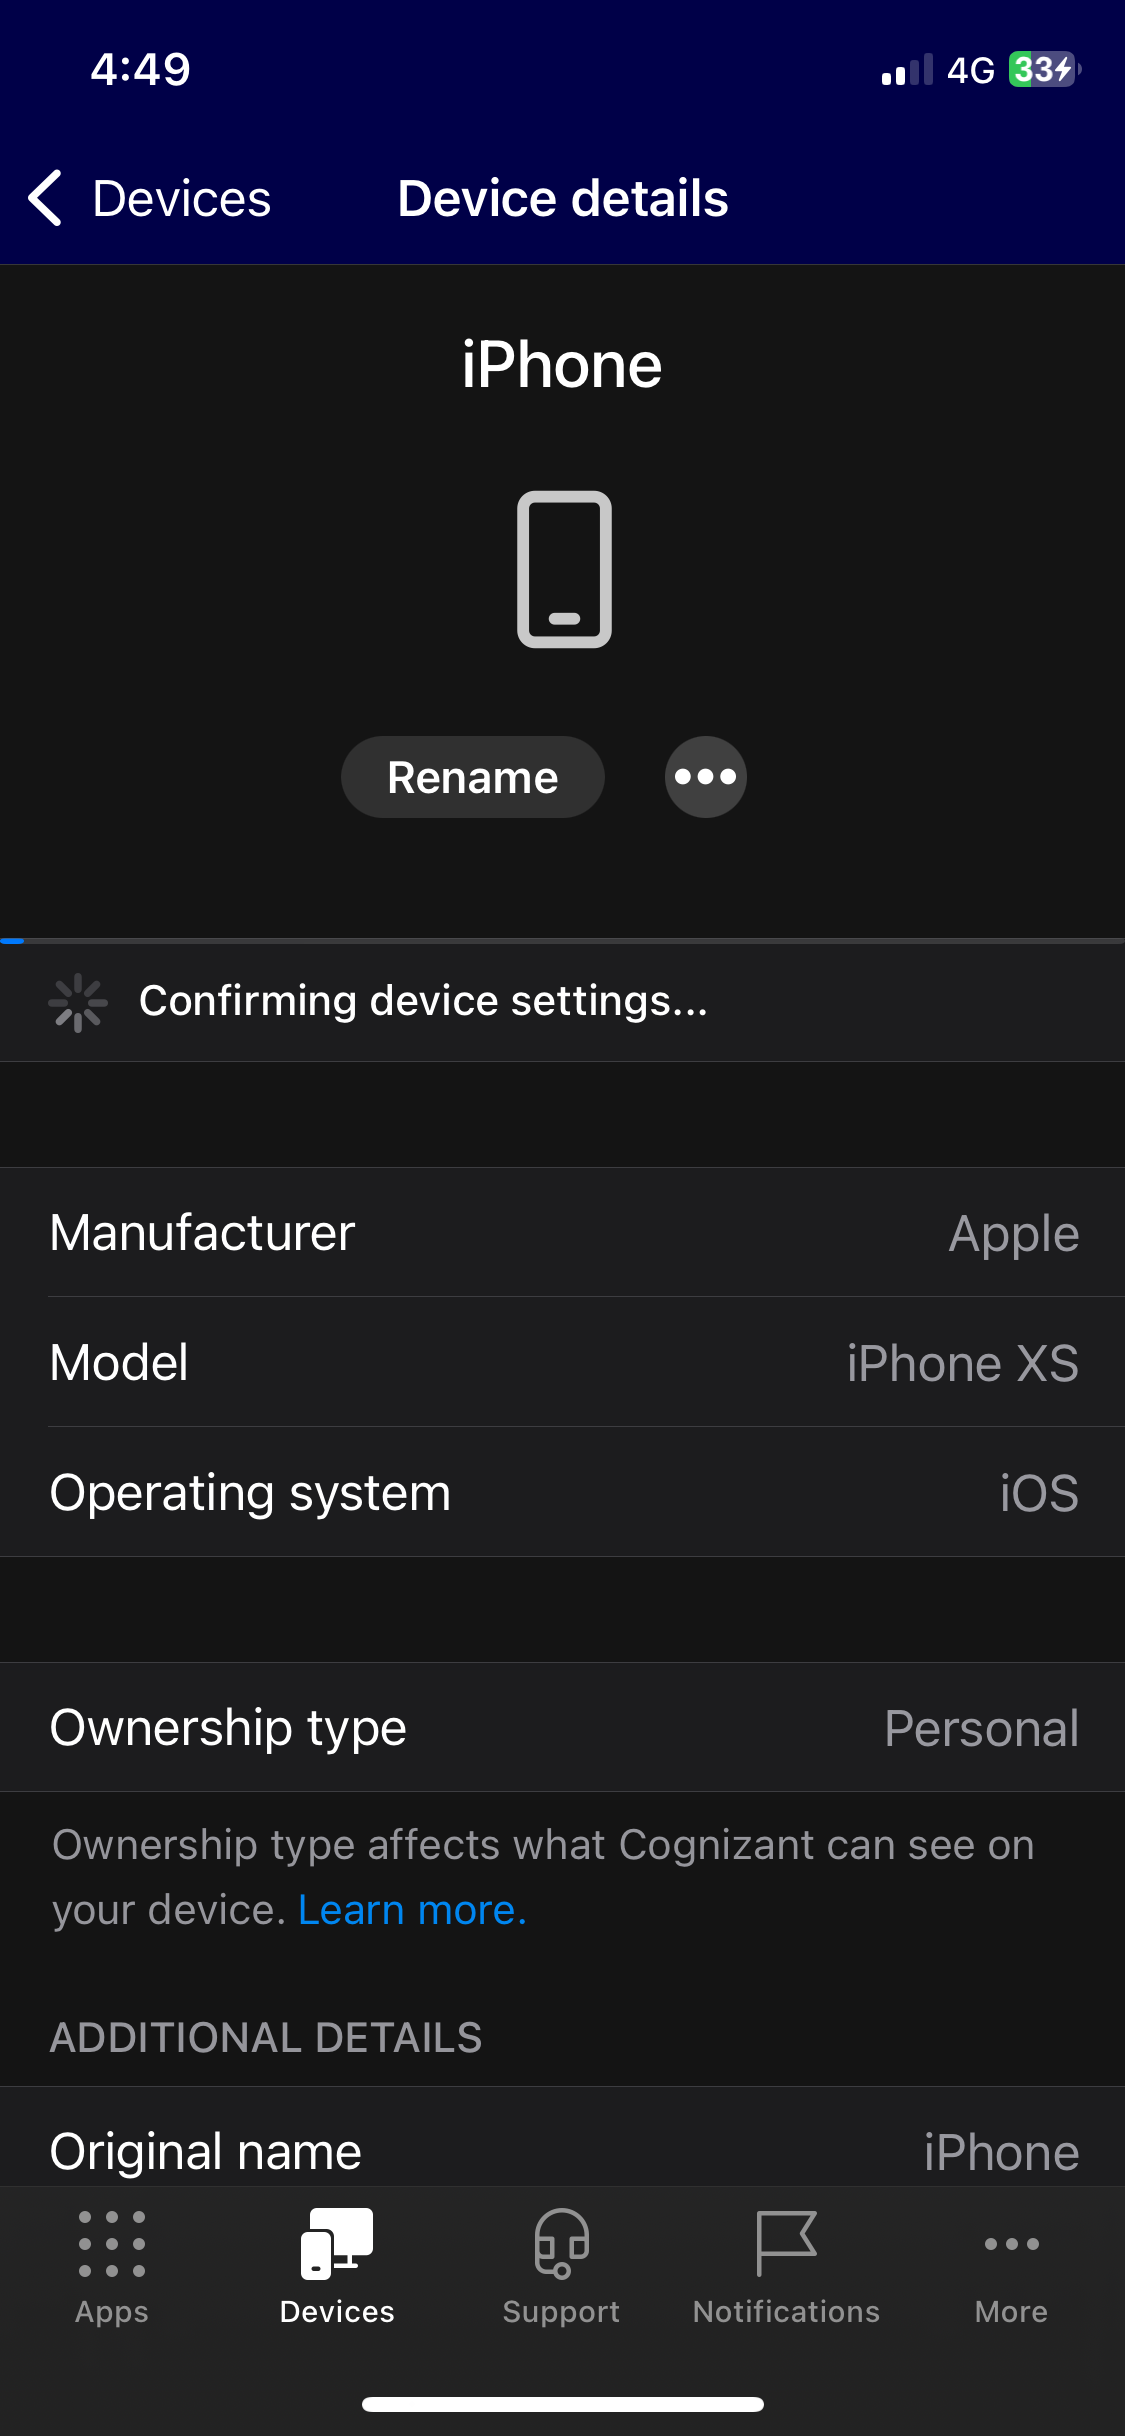 4:49
4G 33
Devices
Device details
iPhone
Rename
Confirming device settings...
Manufacturer Apple
Model iPhone XS
Operating system iOS
Ownership type Personal
Ownership type affects what Cognizant can see on
your device. Learn more.
ADDITIONAL DETAILS
Original name iPhone
Apps Devices Support Notifications More